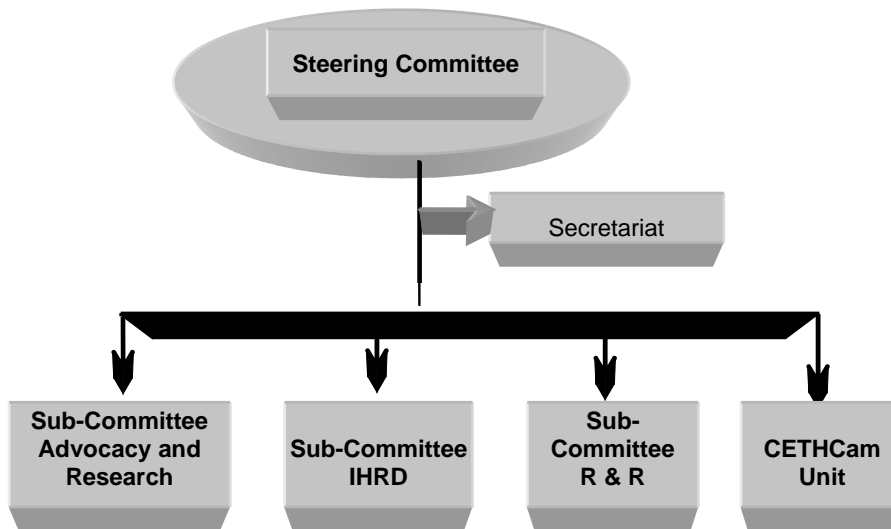 Steering Committee
Secretariat
Sub-Committee
Advocacy and
Research
Sub-Committee
IHRD
Sub-
Committee
R & R
CETHCam
Unit